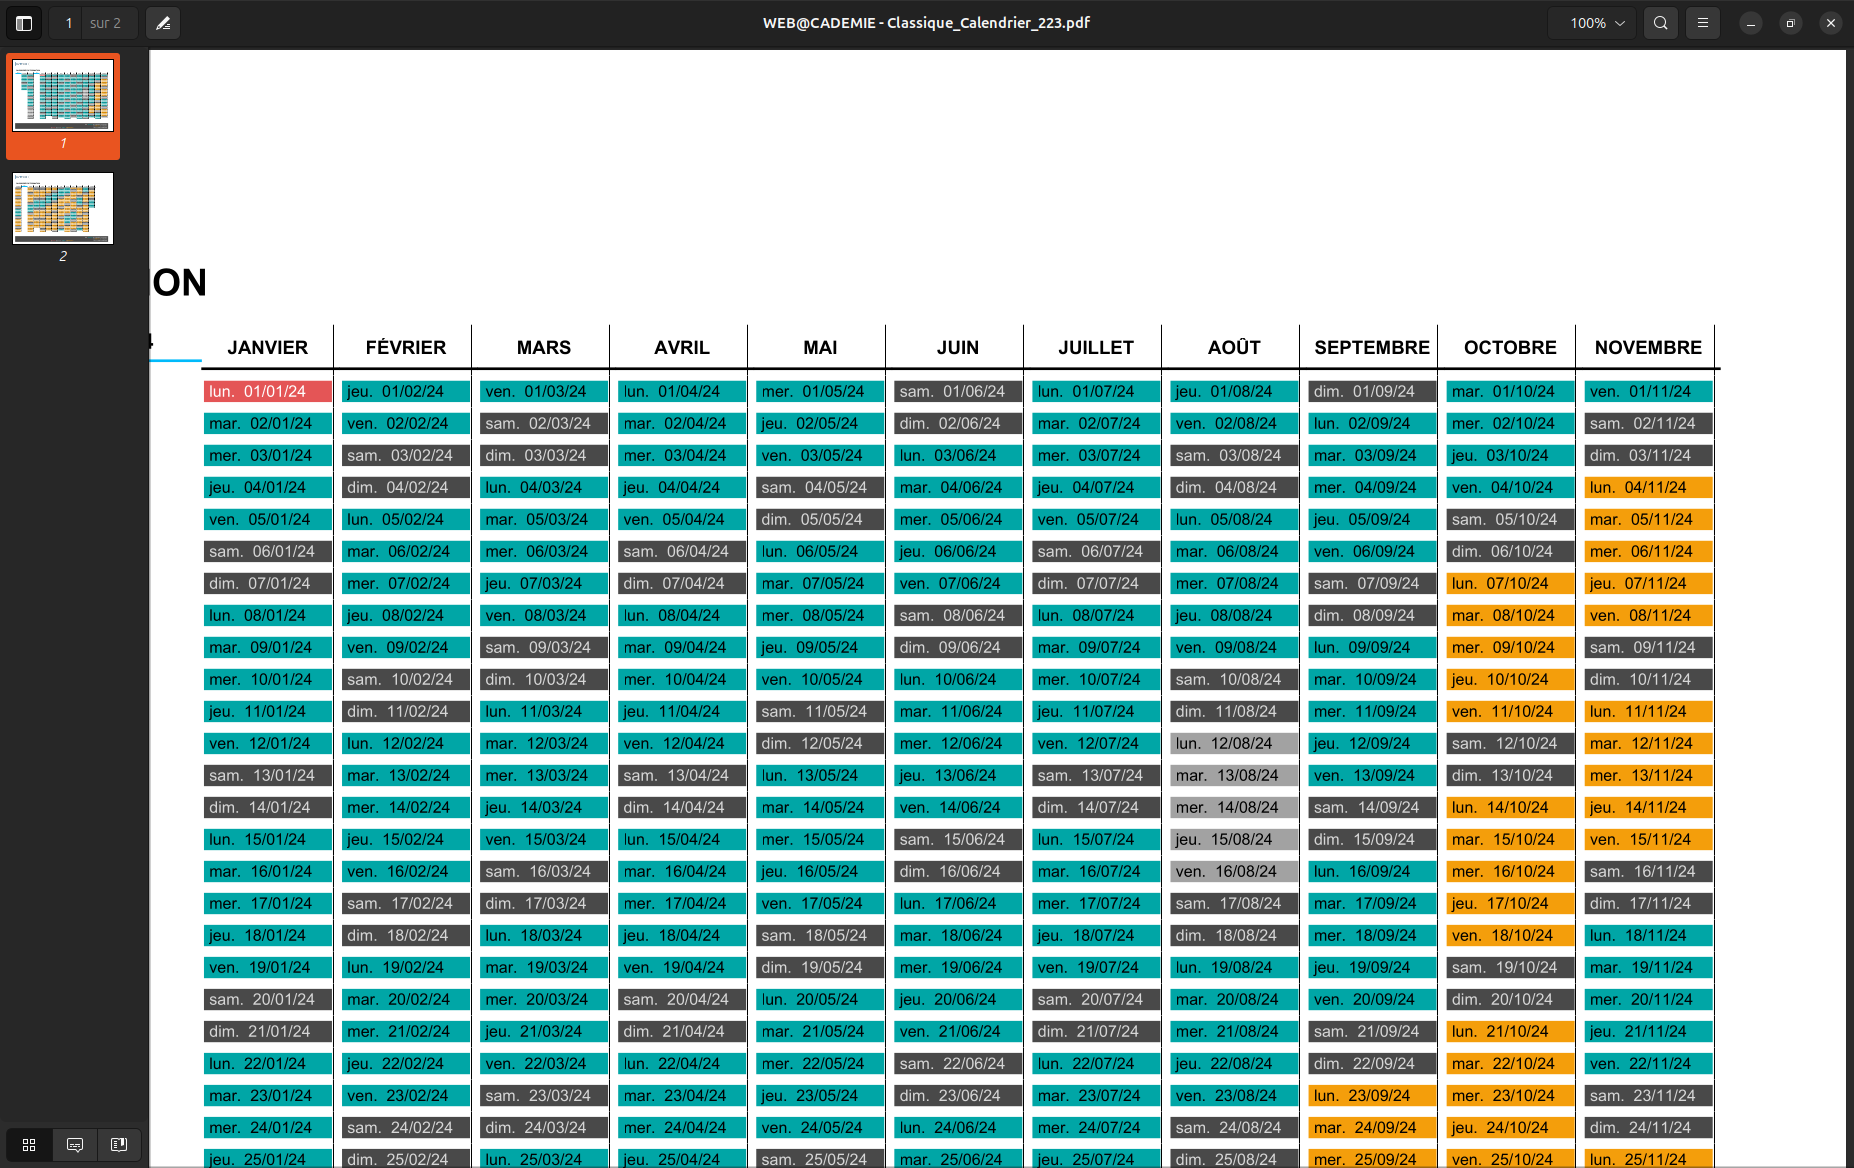 1 sur 2
WEB@CADEMIE - Classique_Calendrier_223.pdf
100%
1
2
ION
4
JANVIER FÉVRIER MARS AVRIL MAI JUIN JUILLET AOÛT SEPTEMBRE OCTOBRE NOVEMBRE
lun. 01/01/24 jeu. 01/02/24 ven. 01/03/24 lun. 01/04/24 mer. 01/05/24 sam. 01/06/24 lun. 01/07/24 jeu. 01/08/24 dim. 01/09/24 mar. 01/10/24 ven. 01/11/24
mar. 02/01/24 ven. 02/02/24 sam. 02/03/24 mar. 02/04/24 jeu. 02/05/24 dim. 02/06/24 mar. 02/07/24 ven. 02/08/24 lun. 02/09/24 mer. 02/10/24 sam. 02/11/24
mer. 03/01/24 sam. 03/02/24 dim. 03/03/24 mer. 03/04/24 ven. 03/05/24 lun. 03/06/24 mer. 03/07/24 sam. 03/08/24 mar. 03/09/24 jeu. 03/10/24 dim. 03/11/24
jeu. 04/01/24 dim. 04/02/24 lun. 04/03/24 jeu. 04/04/24 sam. 04/05/24 mar. 04/06/24 jeu. 04/07/24 dim. 04/08/24 mer. 04/09/24 ven. 04/10/24 lun. 04/11/24
ven. 05/01/24 lun. 05/02/24 mar. 05/03/24 ven. 05/04/24 dim. 05/05/24 mer. 05/06/24 ven. 05/07/24 lun. 05/08/24 jeu. 05/09/24 sam. 05/10/24 mar. 05/11/24
sam. 06/01/24 mar. 06/02/24 mer. 06/03/24 sam. 06/04/24 lun. 06/05/24 jeu. 06/06/24 sam. 06/07/24 mar. 06/08/24 ven. 06/09/24 dim. 06/10/24 mer. 06/11/24
dim. 07/01/24 mer. 07/02/24 jeu. 07/03/24 dim. 07/04/24 mar. 07/05/24 ven. 07/06/24 dim. 07/07/24 mer. 07/08/24 sam. 07/09/24 lun. 07/10/24 jeu. 07/11/24
lun. 08/01/24 jeu. 08/02/24 ven. 08/03/24 lun. 08/04/24 mer. 08/05/24 sam. 08/06/24 lun. 08/07/24 jeu. 08/08/24 dim. 08/09/24 mar. 08/10/24 ven. 08/11/24
mar. 09/01/24 ven. 09/02/24 sam. 09/03/24 mar. 09/04/24 jeu. 09/05/24 dim. 09/06/24 mar. 09/07/24 ven. 09/08/24 lun. 09/09/24 mer. 09/10/24 sam. 09/11/24
mer. 10/01/24 sam. 10/02/24 dim. 10/03/24 mer. 10/04/24 ven. 10/05/24 lun. 10/06/24 mer. 10/07/24 sam. 10/08/24 mar. 10/09/24 jeu. 10/10/24 dim. 10/11/24
jeu. 11/01/24 dim. 11/02/24 lun. 11/03/24 jeu. 11/04/24 sam. 11/05/24 mar. 11/06/24 jeu. 11/07/24 dim. 11/08/24 mer. 11/09/24 ven. 11/10/24 lun. 11/11/24
ven. 12/01/24 lun. 12/02/24 mar. 12/03/24 ven. 12/04/24 dim. 12/05/24 mer. 12/06/24 ven. 12/07/24 lun. 12/08/24 jeu. 12/09/24 sam. 12/10/24 mar. 12/11/24
sam. 13/01/24 mar. 13/02/24 mer. 13/03/24 sam. 13/04/24 lun. 13/05/24 jeu. 13/06/24 sam. 13/07/24 mar. 13/08/24 ven. 13/09/24 dim. 13/10/24 mer. 13/11/24
dim. 14/01/24 mer. 14/02/24 jeu. 14/03/24 dim. 14/04/24 mar. 14/05/24 ven. 14/06/24 dim. 14/07/24 mer. 14/08/24 sam. 14/09/24 lun. 14/10/24 jeu. 14/11/24
lun. 15/01/24 jeu. 15/02/24 ven. 15/03/24 lun. 15/04/24 mer. 15/05/24 sam. 15/06/24 lun. 15/07/24 jeu. 15/08/24 dim. 15/09/24 mar. 15/10/24 ven. 15/11/24
mar. 16/01/24 ven. 16/02/24 sam. 16/03/24 mar. 16/04/24 jeu. 16/05/24 dim. 16/06/24 mar. 16/07/24 ven. 16/08/24 lun. 16/09/24 mer. 16/10/24 sam. 16/11/24
mer. 17/01/24 sam. 17/02/24 dim. 17/03/24 mer. 17/04/24 ven. 17/05/24 lun. 17/06/24 mer. 17/07/24 sam. 17/08/24 mar. 17/09/24 jeu. 17/10/24 dim. 17/11/24
jeu. 18/01/24 dim. 18/02/24 lun. 18/03/24 jeu. 18/04/24 sam. 18/05/24 mar. 18/06/24 jeu. 18/07/24 dim. 18/08/24 mer. 18/09/24 ven. 18/10/24 lun. 18/11/24
ven. 19/01/24 lun. 19/02/24 mar. 19/03/24 ven. 19/04/24 dim. 19/05/24 mer. 19/06/24 ven. 19/07/24 lun. 19/08/24 jeu. 19/09/24 sam. 19/10/24 mar. 19/11/24
sam. 20/01/24 mar. 20/02/24 mer. 20/03/24 sam. 20/04/24 lun. 20/05/24 jeu. 20/06/24 sam. 20/07/24 mar. 20/08/24 ven. 20/09/24 dim. 20/10/24 mer. 20/11/24
dim. 21/01/24 mer. 21/02/24 jeu. 21/03/24 dim. 21/04/24 mar. 21/05/24 ven. 21/06/24 dim. 21/07/24 mer. 21/08/24 sam. 21/09/24 lun. 21/10/24 jeu. 21/11/24
lun. 22/01/24 jeu. 22/02/24 ven. 22/03/24 lun. 22/04/24 mer. 22/05/24 sam. 22/06/24 lun. 22/07/24 jeu. 22/08/24 dim. 22/09/24 mar. 22/10/24 ven. 22/11/24
mar. 23/01/24 ven. 23/02/24 sam. 23/03/24 mar. 23/04/24 jeu. 23/05/24 dim. 23/06/24 mar. 23/07/24 ven. 23/08/24 lun. 23/09/24 mer. 23/10/24 sam. 23/11/24
mer. 24/01/24 sam. 24/02/24 dim. 24/03/24 mer. 24/04/24 ven. 24/05/24 lun. 24/06/24 mer. 24/07/24 sam. 24/08/24 mar. 24/09/24 jeu. 24/10/24 dim. 24/11/24
jeu. 25/01/24 dim. 25/02/24 lun. 25/03/24 jeu. 25/04/24 sam. 25/05/24 mar. 25/06/24 jeu. 25/07/24 dim. 25/08/24 mer. 25/09/24 ven. 25/10/24 lun. 25/11/24